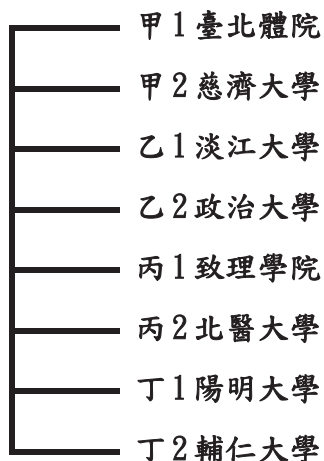 甲1臺北體院
甲2慈濟大學
乙1淡江大學
乙2政治大學
丙1致理學院
丙2北醫大學
丁1陽明大學
丁2輔仁大學